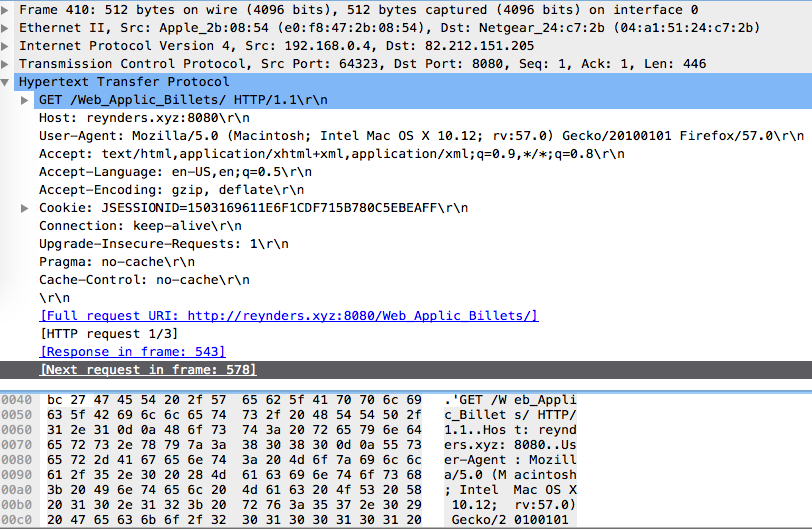 Frame 410: 512 bytes on wire (4096 bits), 512 bytes captured (4096 bits) on interface 0
Ethernet II, Src: Apple_2b:08:54 (e0:f8:47:2b:08:54), Dst: Netgear_24:c7:2b (04:a1:51:24:c7:2b)
Internet Protocol Version 4, Src: 192.168.0.4, Dst: 82.212.151.205
Transmission Control Protocol, Src Port: 64323, Dst Port: 8080, Seq: 1, Ack: 1, Len: 446
Hypertext Transfer Protocol
GET /Web_Applic_Billets/ HTTP/1.1\r\n
Host: reynders.xyz:8080\r\n
User-Agent: Mozilla/5.0 (Macintosh; Intel Mac OS X 10.12; rv:57.0) Gecko/20100101 Firefox/57.0\r\n
Accept: text/html,application/xhtml+xml,application/xml;q=0.9,*/*;q=0.8\r\n
Accept-Language: en-US,en;q=0.5\r\n
Accept-Encoding: gzip, deflate\r\n
Cookie: JSESSIONID=1503169611E6F1CDF715B780C5EBEAFF\r\n
Connection: keep-alive\r\n
Upgrade-Insecure-Requests: 1\r\n
Pragma: no-cache\r\n
Cache-Control: no-cache\r\n
\r\n
[Full request URI: http://reynders.xyz:8080/Web_Applic_Billets/]
[HTTP request 1/3]
[Response in frame: 543]
[Next request in frame: 578]
0040 bc 27 47 45 54 20 2f 57 65 62 5f 41 70 70 6c 69 .'GET /W eb_Appli
0050 63 5f 42 69 6c 6c 65 74 73 2f 20 48 54 54 50 2f c_Billet s/ HTTP/
0060 31 2e 31 0d 0a 48 6f 73 74 3a 20 72 65 79 6e 64 1.1..Hos t: reynd
0070 65 72 73 2e 78 79 7a 3a 38 30 38 30 0d 0a 55 73 ers.xyz: 8080..Us
0080 65 72 2d 41 67 65 6e 74 3a 20 4d 6f 7a 69 6c 6c er-Agent : Mozill
0090 61 2f 35 2e 30 20 28 4d 61 63 69 6e 74 6f 73 68 a/5.0 (M acintosh
00a0 3b 20 49 6e 74 65 6c 20 4d 61 63 20 4f 53 20 58 ; Intel Mac OS X
00b0 20 31 30 2e 31 32 3b 20 72 76 3a 35 37 2e 30 29 10.12; rv:57.0)
00c0 20 47 65 63 6b 6f 2f 32 30 31 30 30 31 30 31 20 Gecko/2 0100101